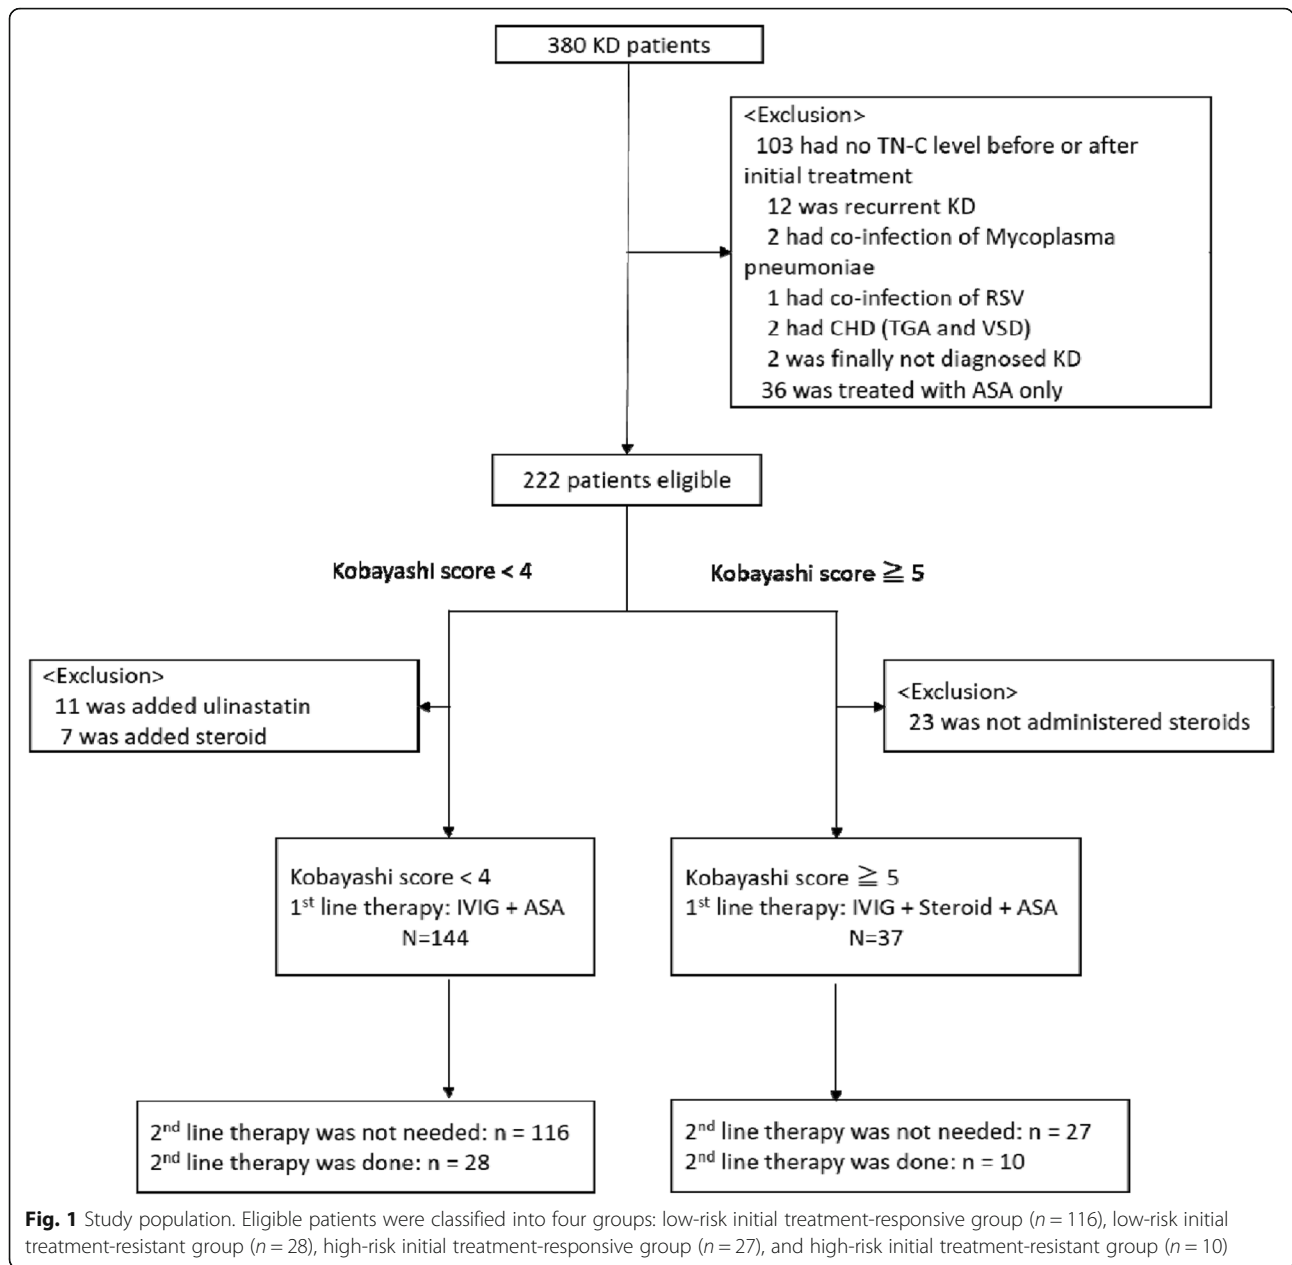 380 KD patients
<Exclusion>
103 had no TN-C level before or after
initial treatment
12 was recurrent KD
2 had co-infection of Mycoplasma
pneumoniae
1 had co-infection of RSV
2 had CHD (TGA and VSD)
2 was finally not diagnosed KD
36 was treated with ASA only
222 patients eligible
Kobayashi score < 4
Kobayashi score ≧ 5
<Exclusion>
11 was added ulinastatin
7 was added steroid
<Exclusion>
23 was not administered steroids
Kobayashi score < 4
1st line therapy: IVIG + ASA
N=144
Kobayashi score ≧ 5
1st line therapy: IVIG + Steroid + ASA
N=37
2nd line therapy was not needed: n = 116
2nd line therapy was done: n = 28
2nd line therapy was not needed: n = 27
2nd line therapy was done: n = 10
Fig. 1 Study population. Eligible patients were classified into four groups: low-risk initial treatment-responsive group (n = 116), low-risk initial
treatment-resistant group (n = 28), high-risk initial treatment-responsive group (n = 27), and high-risk initial treatment-resistant group (n = 10)